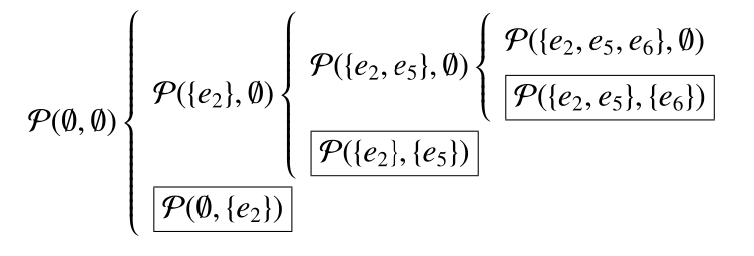 𝒫({e₂, e₅, e₆}, ∅)
𝒫({e₂, e₅}, ∅)
𝒫({e₂}, ∅)
𝒫({e₂, e₅}, {e₆})
𝒫(∅, ∅)
𝒫({e₂}, {e₅})
𝒫(∅, {e₂})